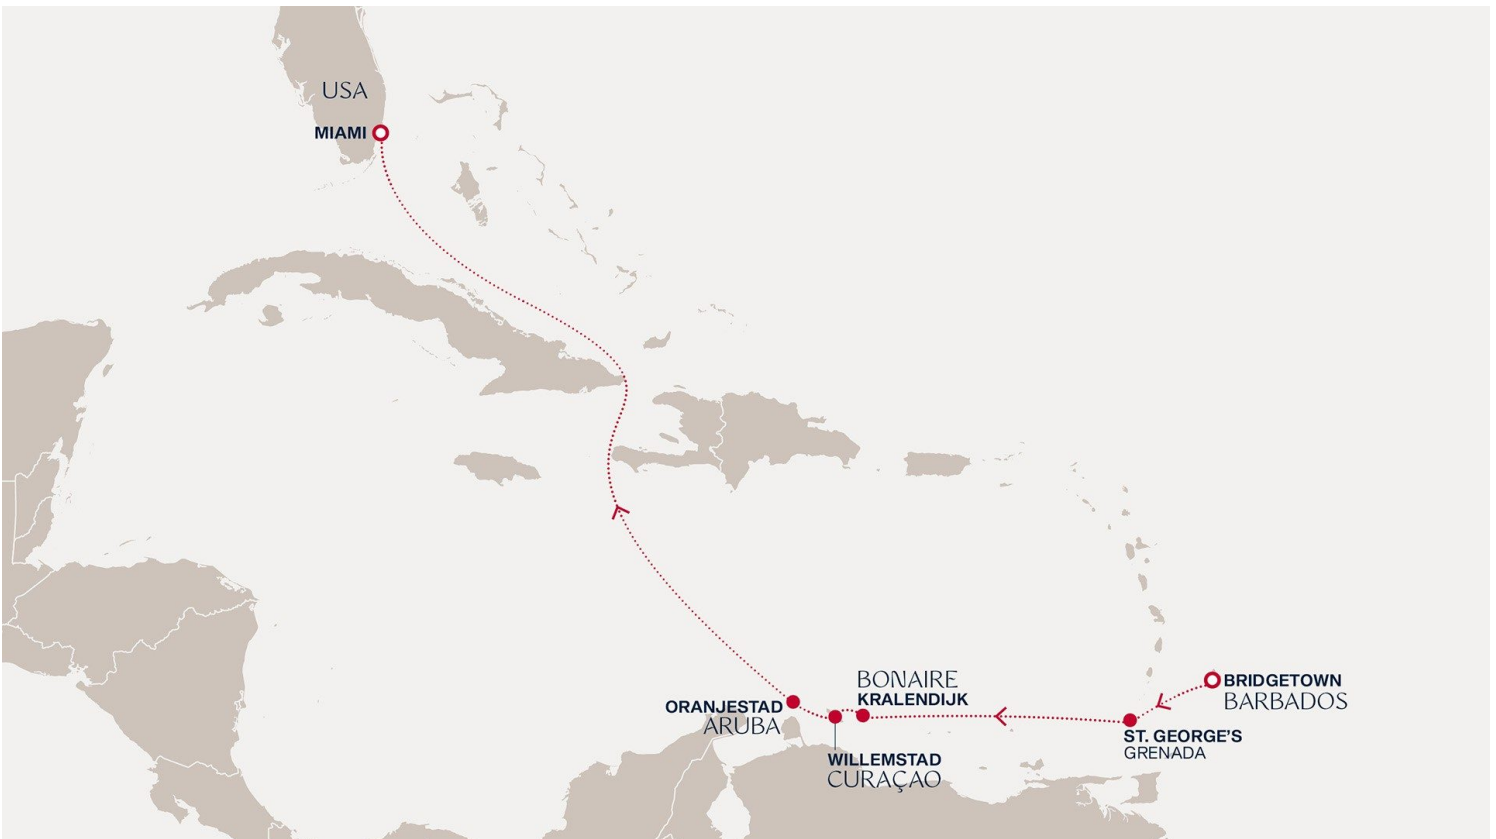 USA
MIAMI
BONAIRE
KRALENDIJK
ORANJESTAD
ARUBA
WILLEMSTAD
CURAÇAO
BRIDGETOWN
BARBADOS
ST. GEORGE’S
GRENADA